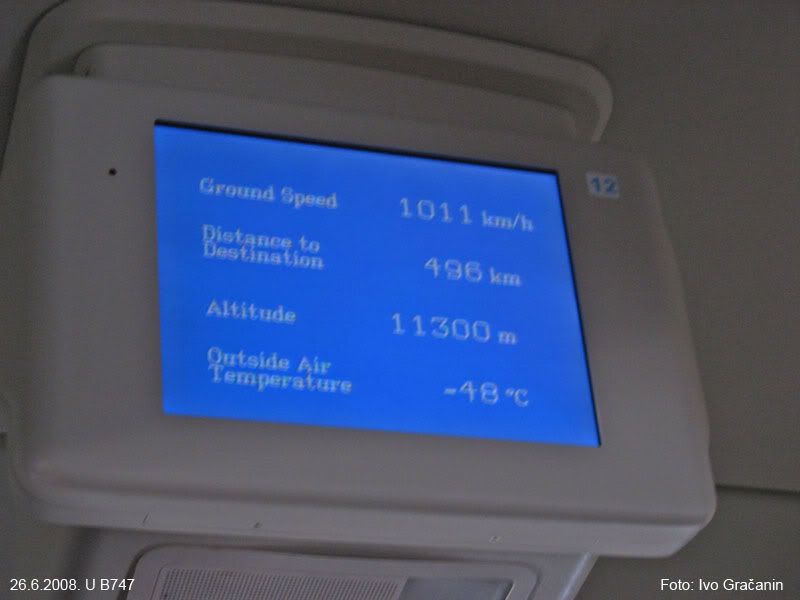 12
Ground Speed 1011 km/h
Distance to
Destination 496 km
Altitude 11300 m
Outside Air
Temperature -48 °C
26.6.2008. U B747 Foto: Ivo Gračanin